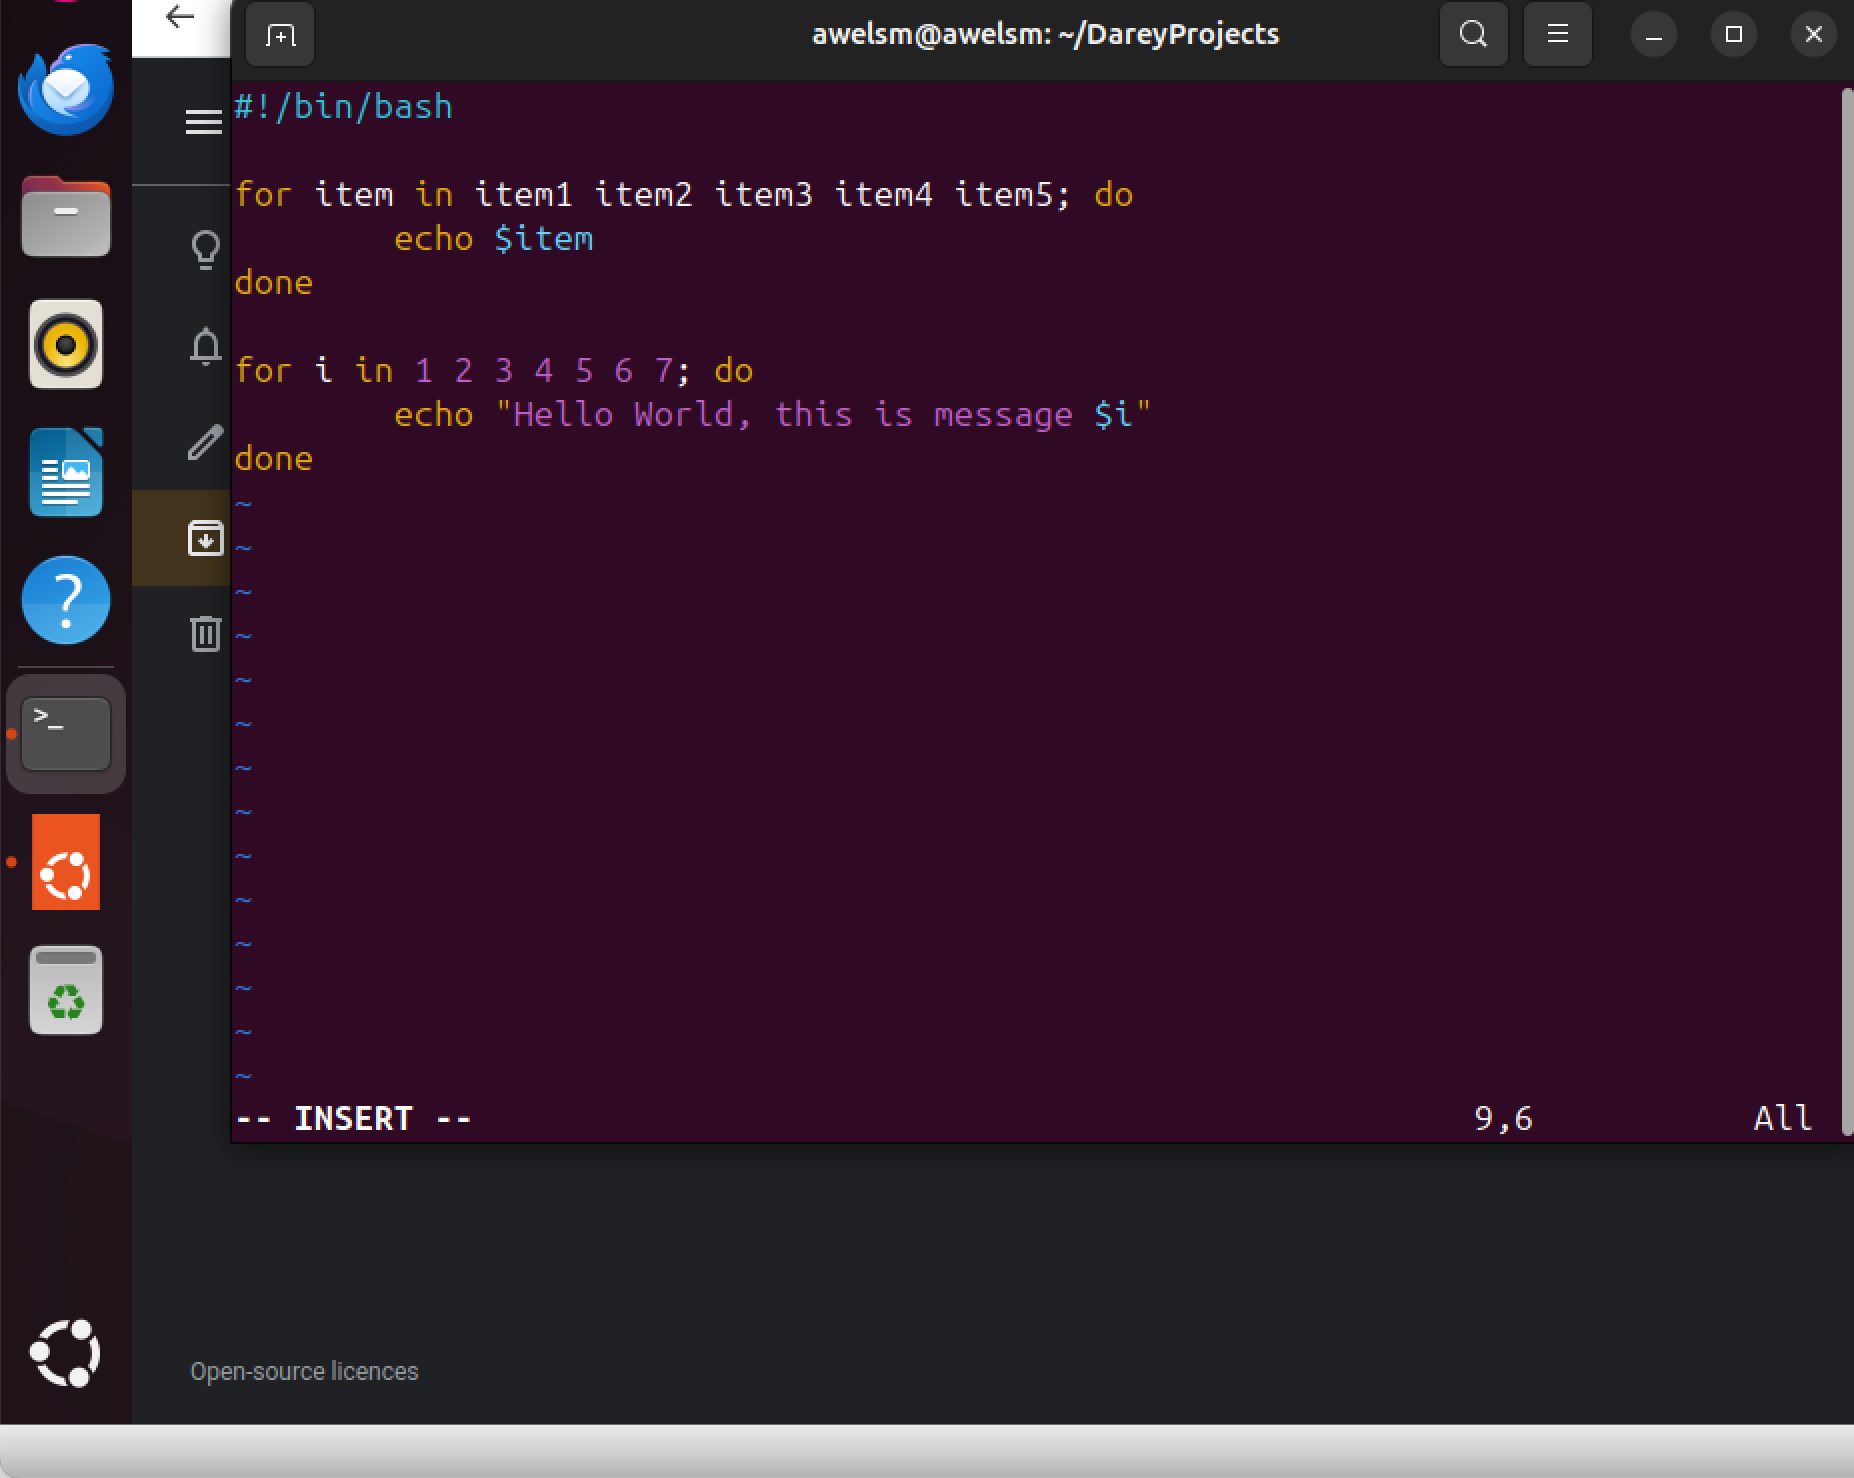 awelsm@awelsm: ~/DareyProjects
#!/bin/bash
for item in item1 item2 item3 item4 item5; do
echo $item
done
for i in 1 2 3 4 5 6 7; do
echo "Hello World, this is message $i"
done
~
~
~
~
~
~
~
~
~
~
~
~
~
~
-- INSERT -- 9,6 All
Open-source licences